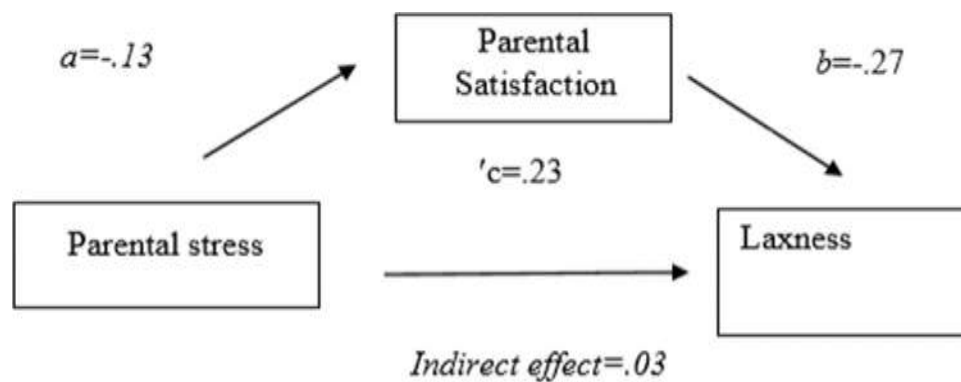 a=-.13
Parental
Satisfaction
b=-.27
'c=.23
Parental stress
Laxness
Indirect effect=.03